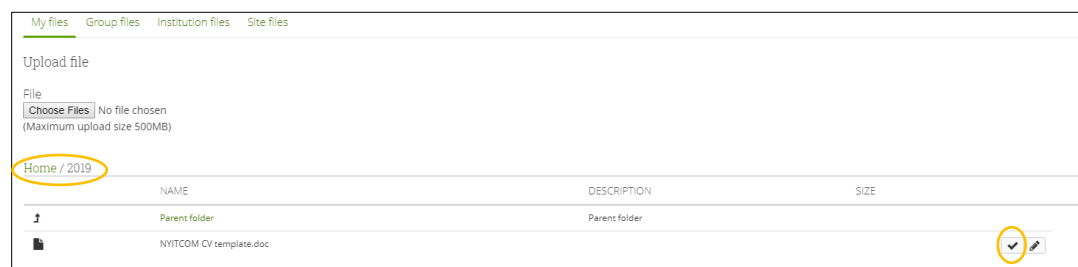 My files Group files Institution files Site files
Upload file
File
Choose Files No file chosen
(Maximum upload size 500MB)
Home / 2019
NAME DESCRIPTION SIZE
Parent folder Parent folder
NYITCOM CV template.doc